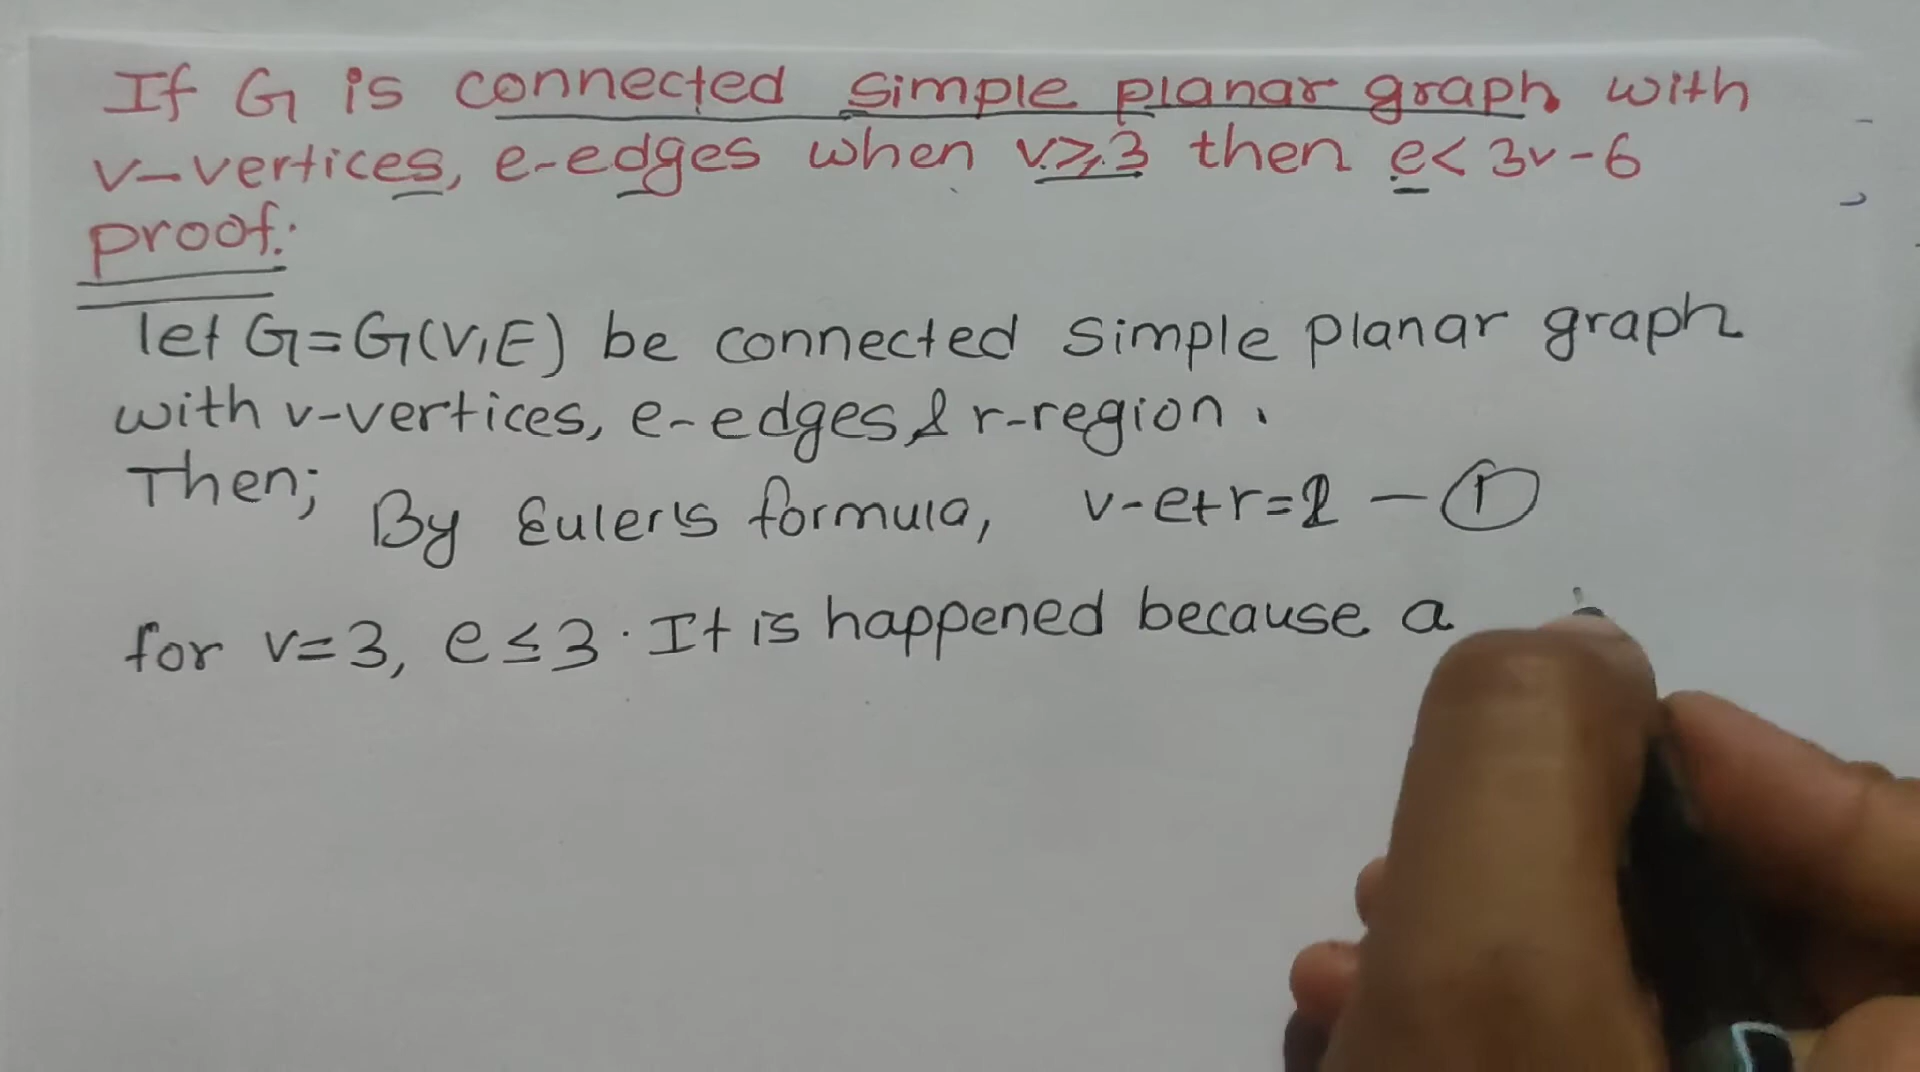 If G is connected simple planar graph with
v-vertices, e-edges when v≥3 then e< 3v-6
proof:
let G=G(V,E) be connected simple planar graph
with v-vertices, e-edges & r-region.
Then;
By Euler's formula, v-e+r=2 — ①
for v=3, e≤3. It is happened because a